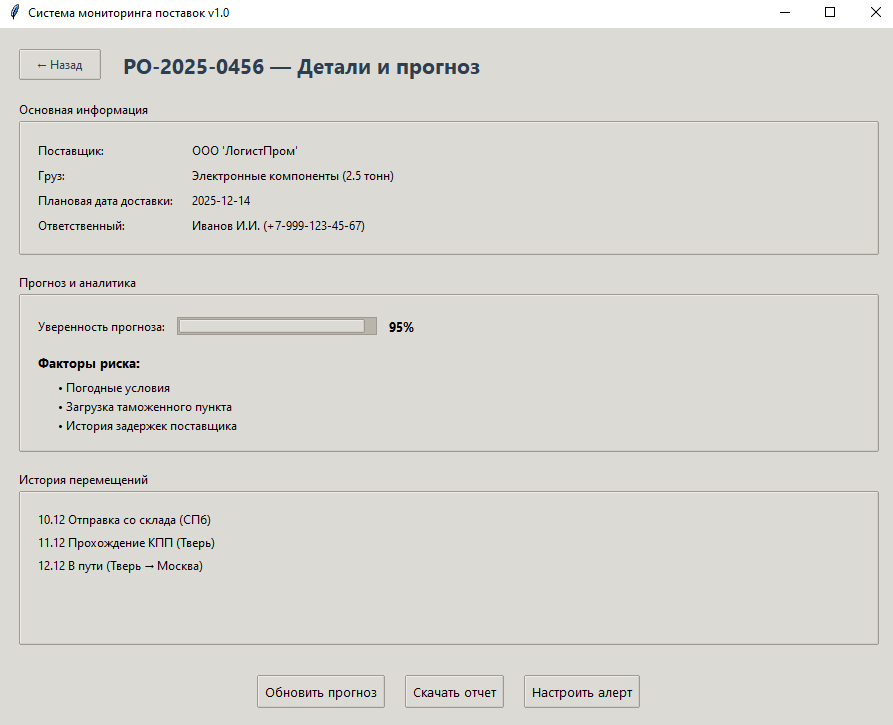 Система мониторинга поставок v1.0
← Назад
PO-2025-0456 — Детали и прогноз
Основная информация
Поставщик: ООО 'ЛогистПром'
Груз: Электронные компоненты (2.5 тонн)
Плановая дата доставки: 2025-12-14
Ответственный: Иванов И.И. (+7-999-123-45-67)
Прогноз и аналитика
Уверенность прогноза: 95%
Факторы риска:
• Погодные условия
• Загрузка таможенного пункта
• История задержек поставщика
История перемещений
10.12 Отправка со склада (СПб)
11.12 Прохождение КПП (Тверь)
12.12 В пути (Тверь → Москва)
Обновить прогноз Скачать отчет Настроить алерт